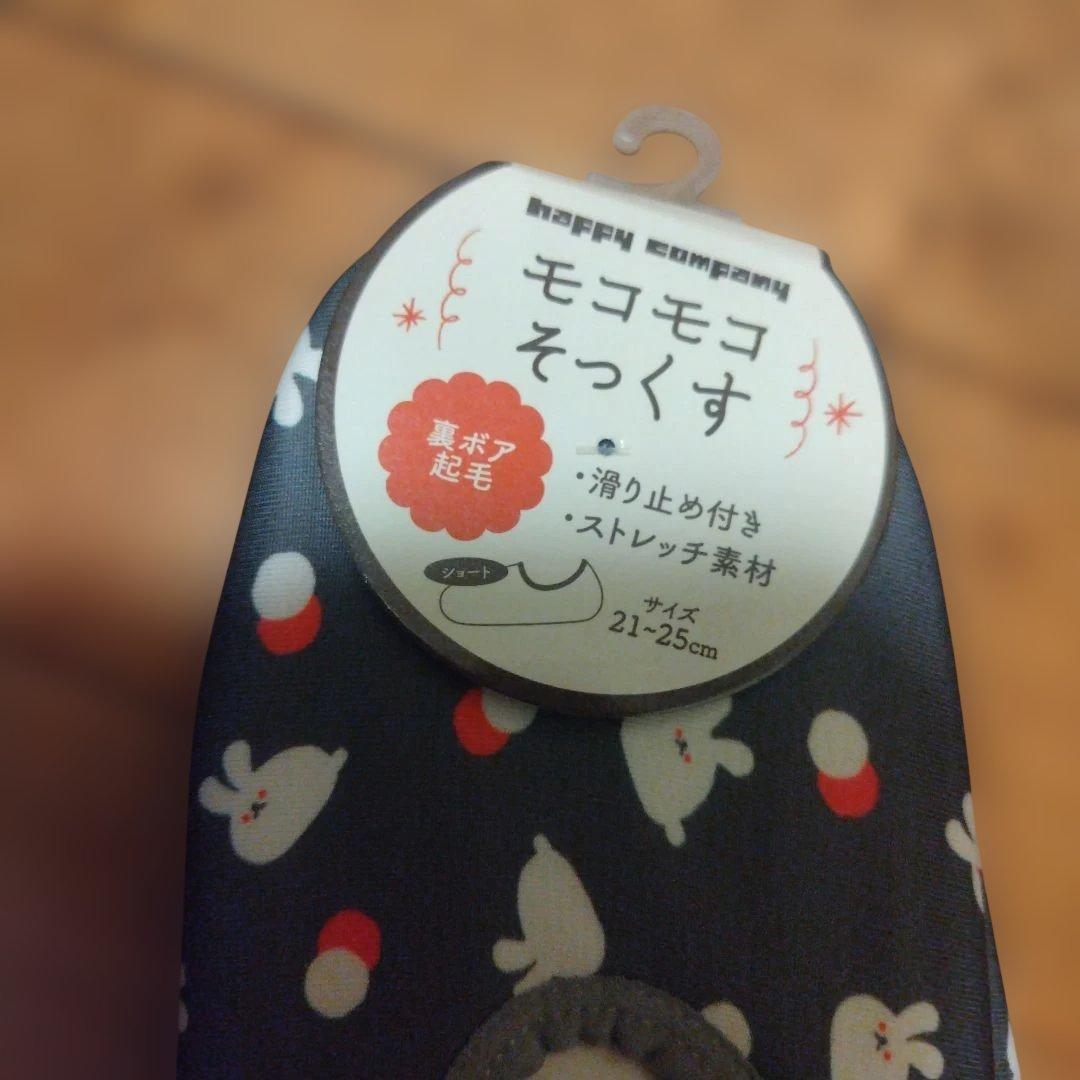 happy company
モコモコ
そっくす
裏ボア
起毛
・滑り止め付き
・ストレッチ素材
ショート
サイズ
21~25cm